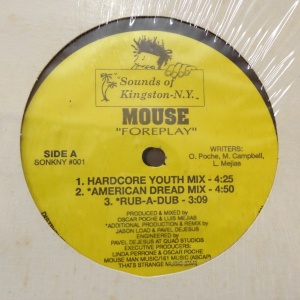 Sounds of
Kingston-N.Y.
MOUSE
"FOREPLAY"
SIDE A
SONKNY #001
WRITERS:
O. Poche, M. Campbell,
L. Mejias
1. HARDCORE YOUTH MIX - 4:25
2. *AMERICAN DREAD MIX - 4:50
3. *RUB-A-DUB - 3:09
PRODUCED & MIXED by
OSCAR POCHE & LUIS MEJIAS
*ADDITIONAL PRODUCTION & REMIX by
JASON LOAD & PAVEL DEJESUS
ENGINEERED by
PAVEL DEJESUS AT QUAD STUDIOS
EXECUTIVE PRODUCERS
LINDA PERRONE & OSCAR POCHE
MOUSE MAN MUSIC/181 MUSIC (ASCAP)
THAT'S STRANGE MUSIC